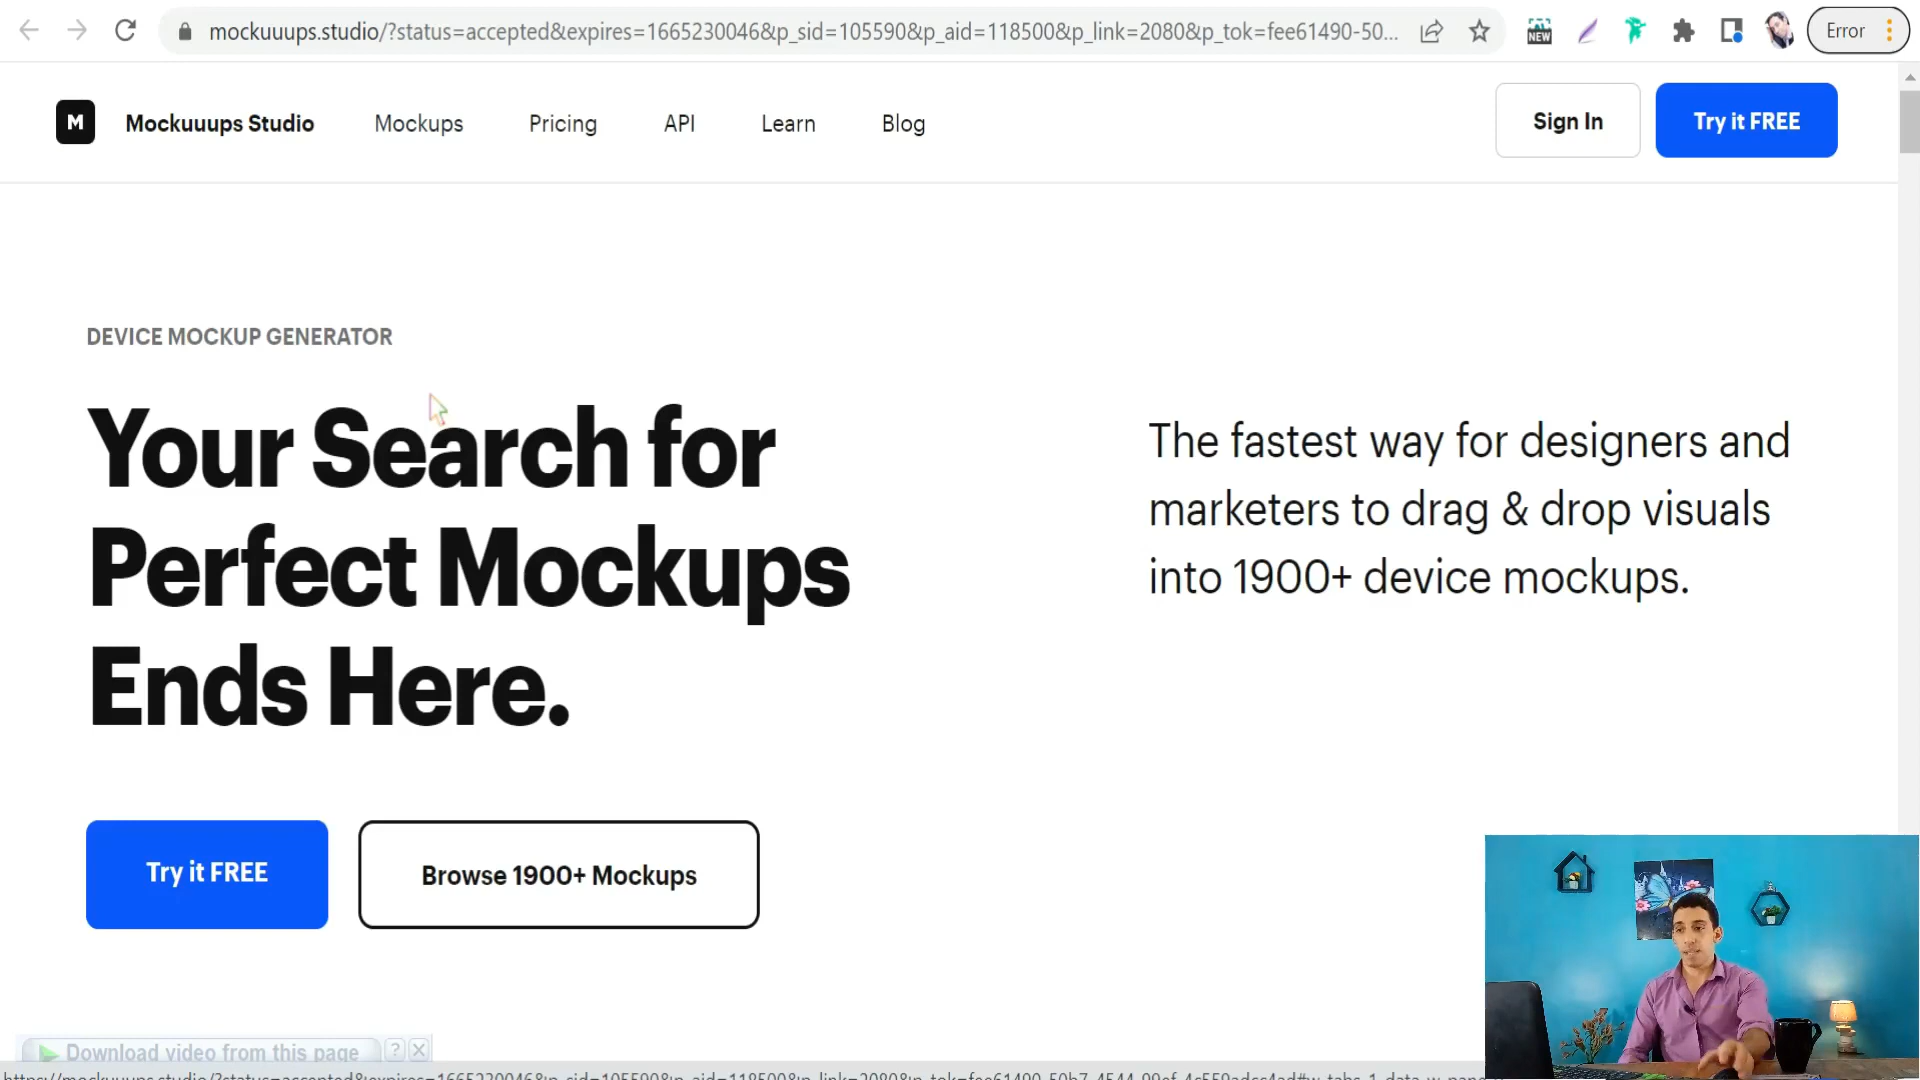 mockuuups.studio/?status=accepted&expires=1665230046&p_sid=105590&p_aid=118500&p_link=2080&p_tok=fee61490-50...
NEW
Error
M
Mockuuups Studio
Mockups
Pricing
API
Learn
Blog
Sign In
Try it FREE
DEVICE MOCKUP GENERATOR
Your Search for
Perfect Mockups
Ends Here.
The fastest way for designers and
marketers to drag & drop visuals
into 1900+ device mockups.
Try it FREE
Browse 1900+ Mockups
Download video from this page
?